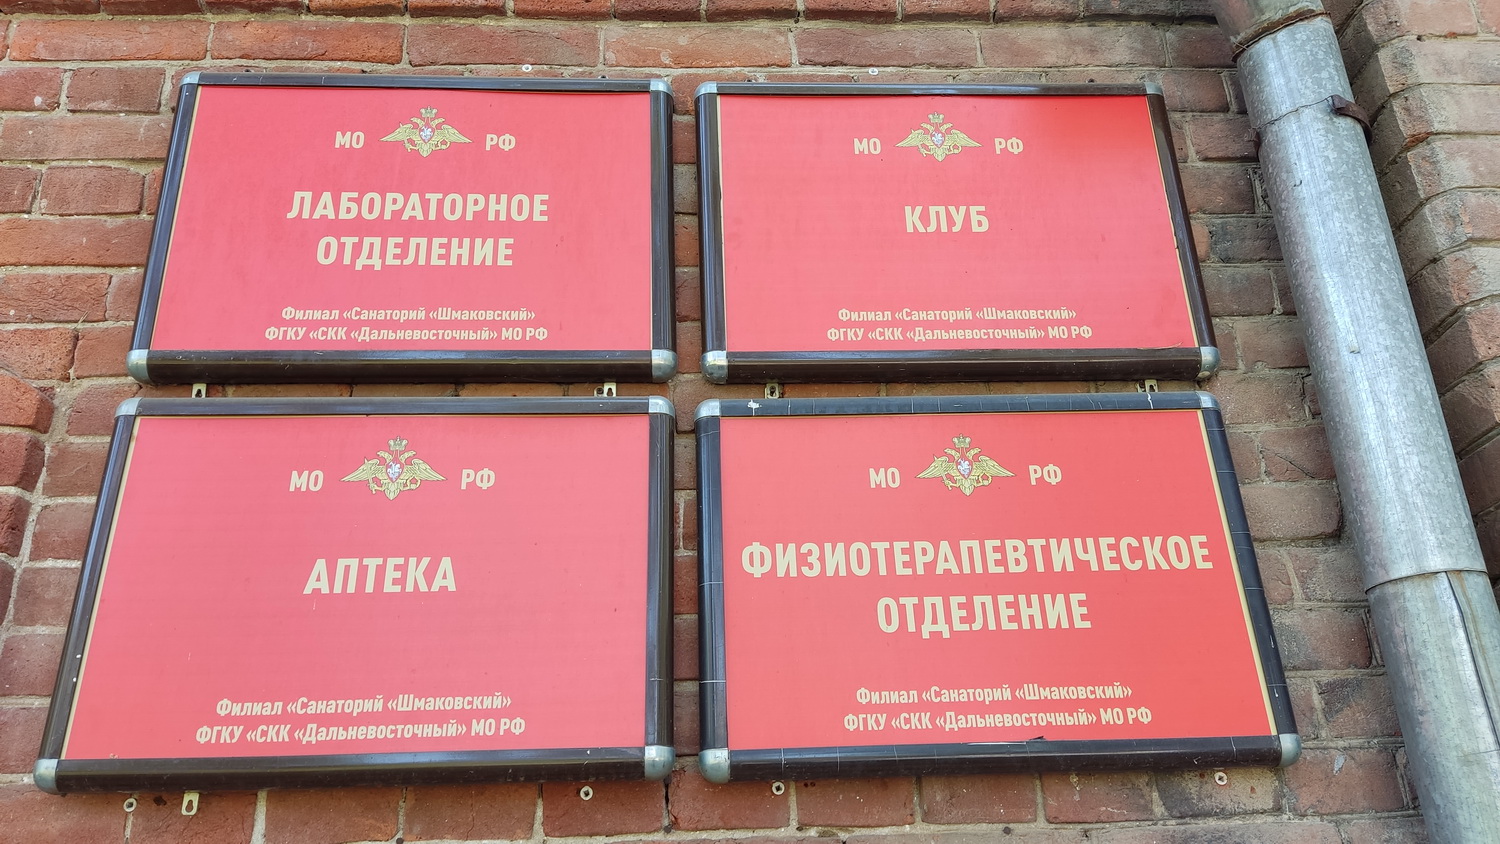 МО РФ
ЛАБОРАТОРНОЕ
ОТДЕЛЕНИЕ
Филиал «Санаторий «Шмаковский»
ФГКУ «СКК «Дальневосточный» МО РФ
МО РФ
КЛУБ
Филиал «Санаторий «Шмаковский»
ФГКУ «СКК «Дальневосточный» МО РФ
МО РФ
АПТЕКА
Филиал «Санаторий «Шмаковский»
ФГКУ «СКК «Дальневосточный» МО РФ
МО РФ
ФИЗИОТЕРАПЕВТИЧЕСКОЕ
ОТДЕЛЕНИЕ
Филиал «Санаторий «Шмаковский»
ФГКУ «СКК «Дальневосточный» МО РФ